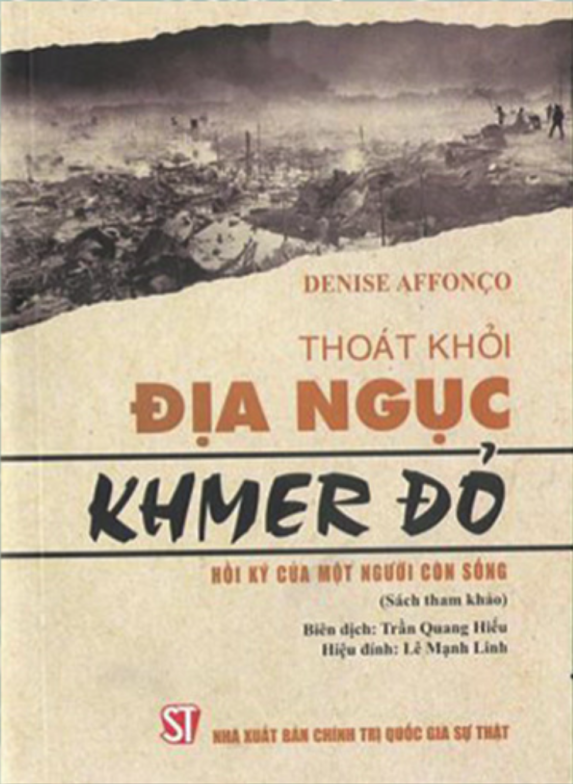 DENISE AFFONÇO
THOÁT KHỎI
ĐỊA NGỤC
KHMER ĐỎ
HỒI KÝ CỦA MỘT NGƯỜI CÒN SỐNG
(Sách tham khảo)
Biên dịch: Trần Quang Hiếu
Hiệu đính: Lê Mạnh Linh
ST NHÀ XUẤT BẢN CHÍNH TRỊ QUỐC GIA SỰ THẬT